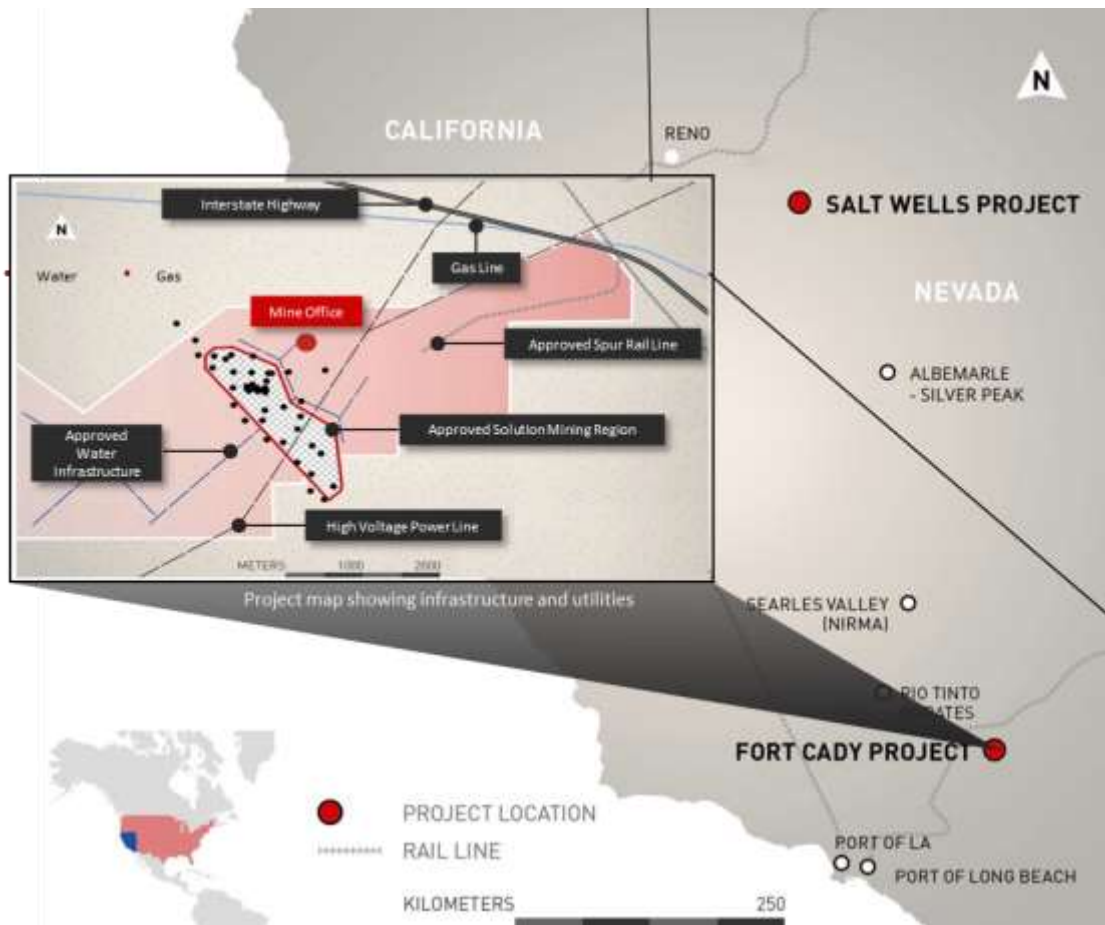 N
CALIFORNIA
RENO
SALT WELLS PROJECT
NEVADA
ALBEMARLE
- SILVER PEAK
Interstate Highway
N
Gas Line
Water
Gas
Mine Office
Approved Spur Rail Line
Approved Solution Mining Region
Approved
Water
Infrastructure
High Voltage Power Line
METERS 1000 2000
Project map showing infrastructure and utilities
SEARLES VALLEY
(NIRMA)
RIO TINTO
FORT CADY PROJECT
PORT OF LA
PORT OF LONG BEACH
PROJECT LOCATION
RAIL LINE
KILOMETERS 250